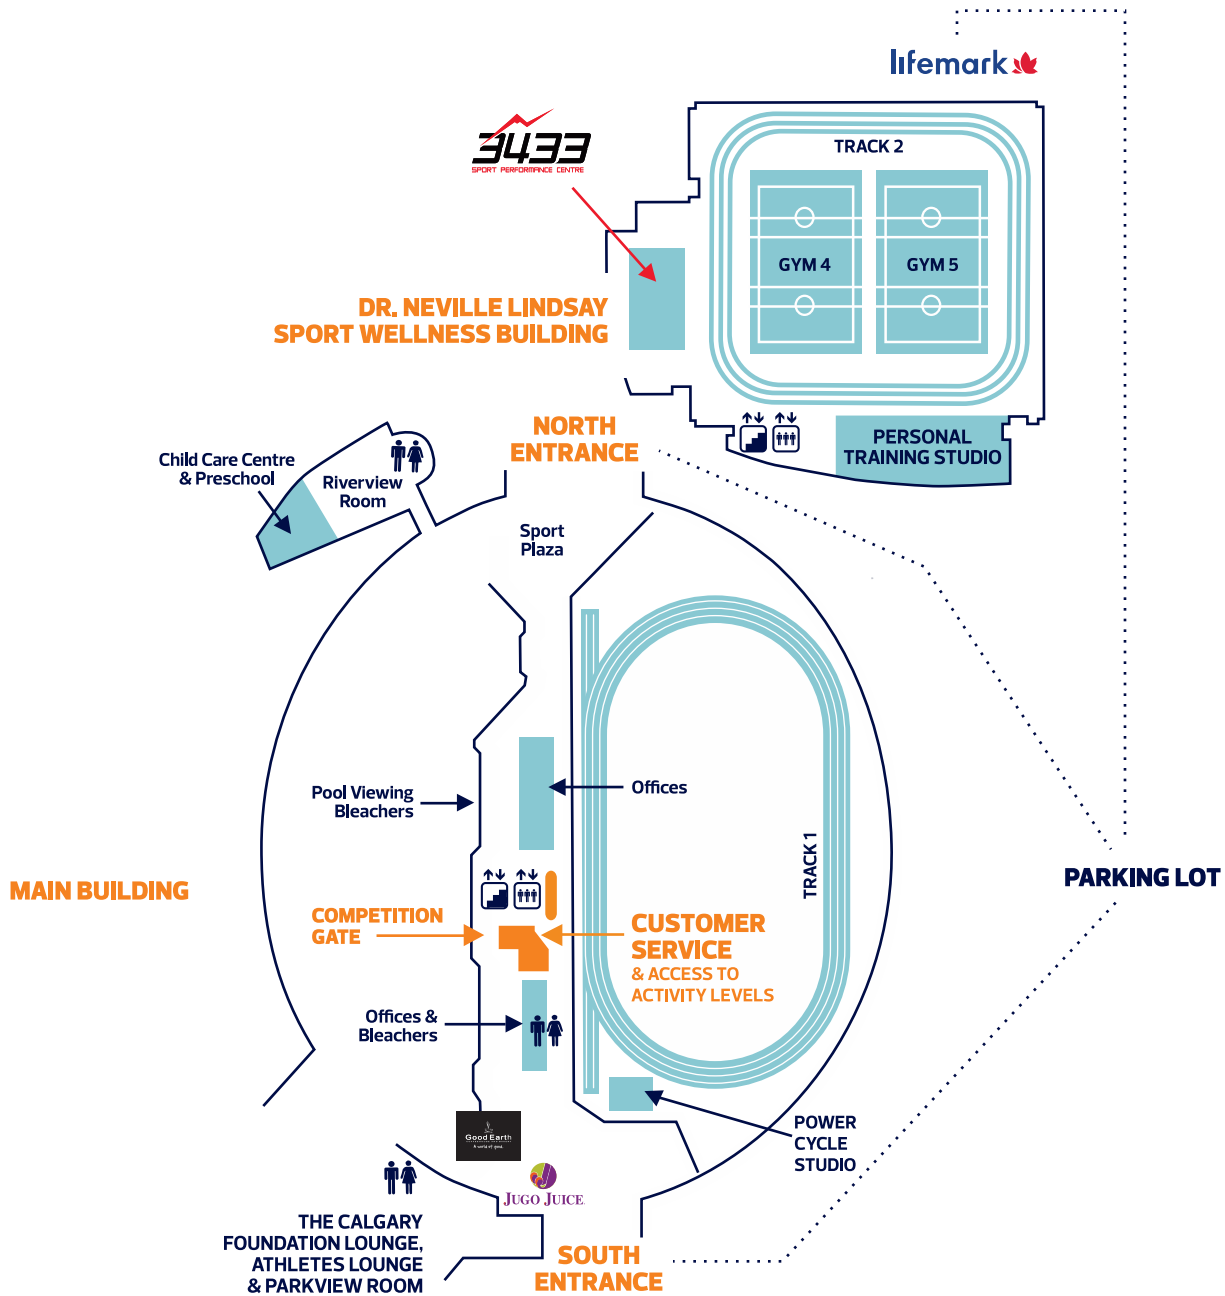 lifemark
3433
SPORT PERFORMANCE CENTRE
TRACK 2
GYM 4
GYM 5
DR. NEVILLE LINDSAY
SPORT WELLNESS BUILDING
NORTH
ENTRANCE
PERSONAL
TRAINING STUDIO
Child Care Centre
& Preschool
Riverview
Room
Sport
Plaza
Pool Viewing
Bleachers
Offices
TRACK 1
MAIN BUILDING
PARKING LOT
COMPETITION
GATE
CUSTOMER
SERVICE
& ACCESS TO
ACTIVITY LEVELS
Offices &
Bleachers
POWER
CYCLE
STUDIO
Good Earth
A world of good.
JUGO JUICE
THE CALGARY
FOUNDATION LOUNGE,
ATHLETES LOUNGE
& PARKVIEW ROOM
SOUTH
ENTRANCE